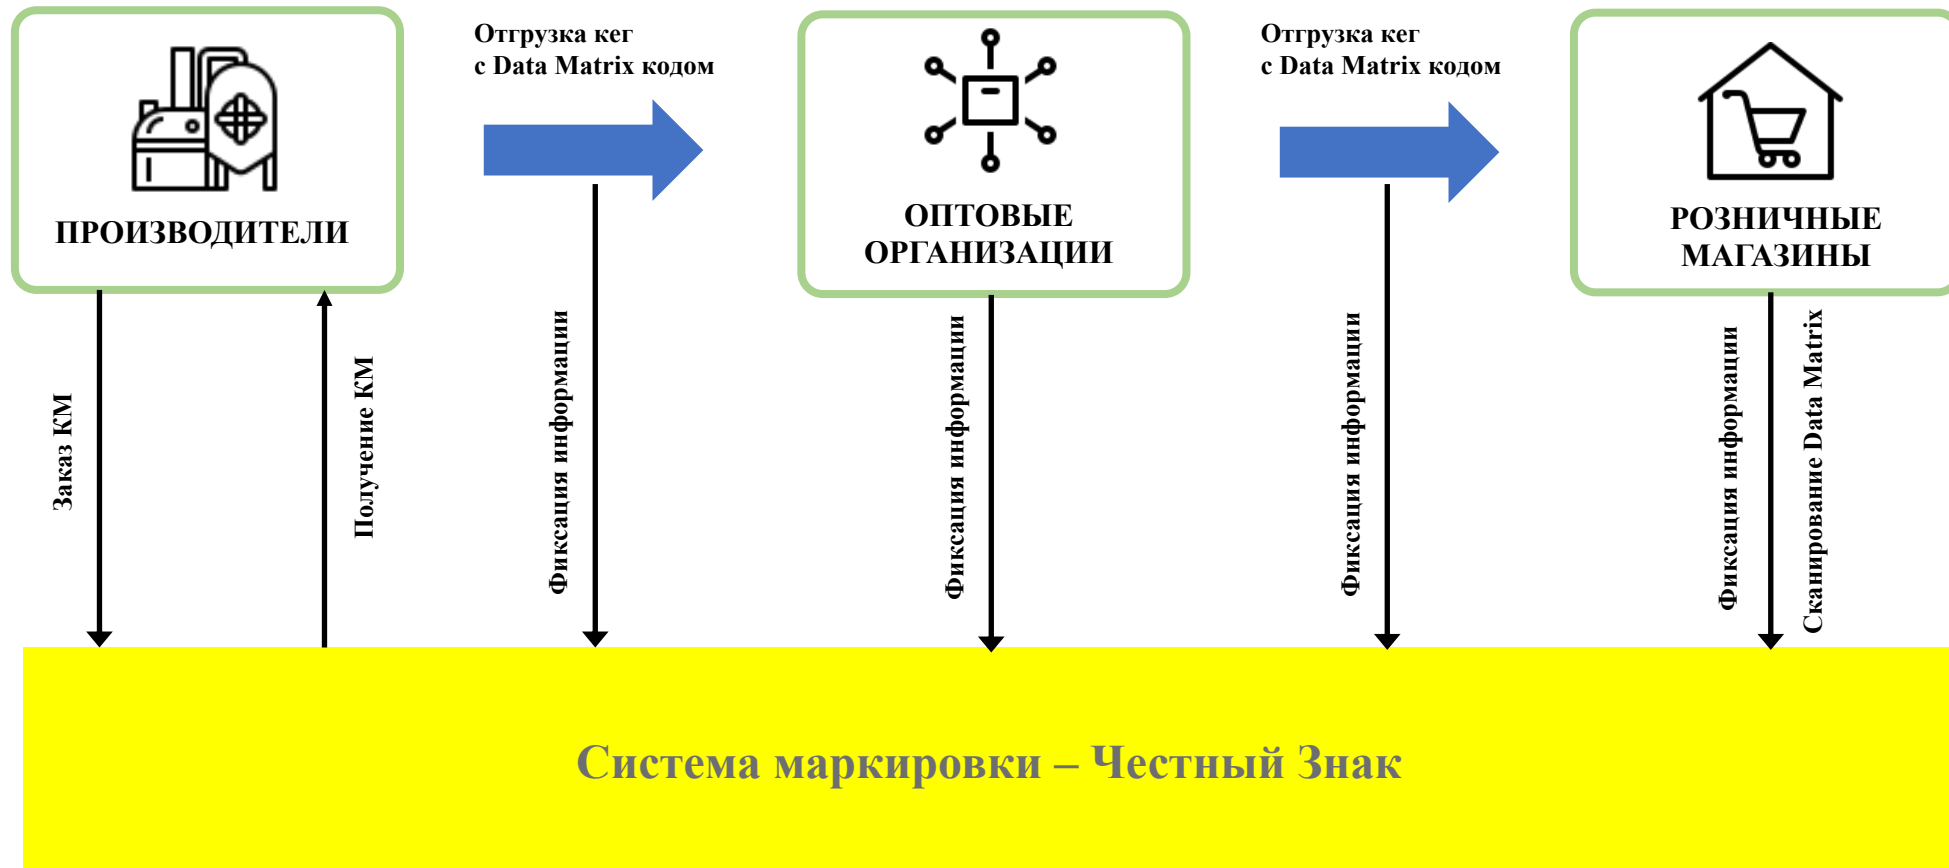 Отгрузка кег
с Data Matrix кодом
Отгрузка кег
с Data Matrix кодом
ПРОИЗВОДИТЕЛИ
ОПТОВЫЕ
ОРГАНИЗАЦИИ
РОЗНИЧНЫЕ
МАГАЗИНЫ
Заказ КМ
Получение КМ
Фиксация информации
Фиксация информации
Фиксация информации
Фиксация информации
Сканирование Data Matrix
Система маркировки – Честный Знак